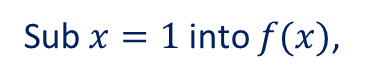 Sub x = 1 into f(x),